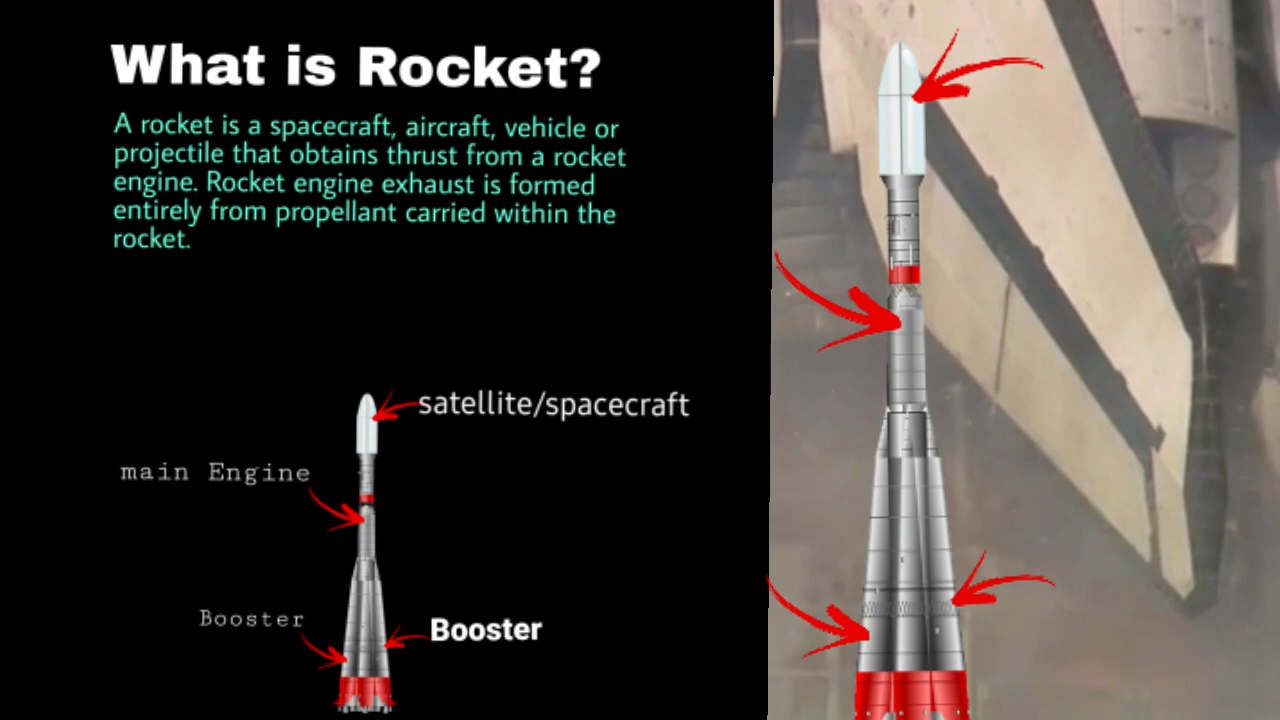 What is Rocket?
A rocket is a spacecraft, aircraft, vehicle or
projectile that obtains thrust from a rocket
engine. Rocket engine exhaust is formed
entirely from propellant carried within the
rocket.
satellite/spacecraft
main Engine
Booster
Booster